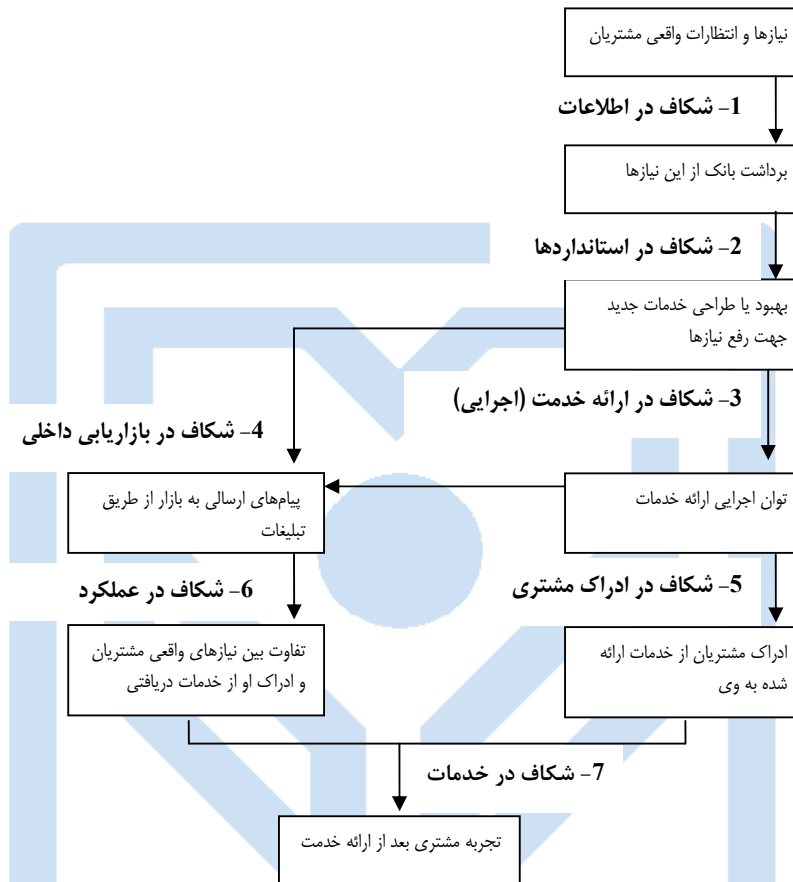 نیازها و انتظارات واقعی مشتریان
1- شکاف در اطلاعات
برداشت بانک از این نیازها
2- شکاف در استانداردها
بهبود یا طراحی خدمات جدید
جهت رفع نیازها
3- شکاف در ارائه خدمت (اجرایی)
4- شکاف در بازاریابی داخلی
توان اجرایی ارائه خدمات
پیام‌های ارسالی به بازار از طریق
تبلیغات
5- شکاف در ادراک مشتری
6- شکاف در عملکرد
ادراک مشتریان از خدمات ارائه
شده به وی
تفاوت بین نیازهای واقعی مشتریان
و ادراک او از خدمات دریافتی
7- شکاف در خدمات
تجربه مشتری بعد از ارائه خدمت